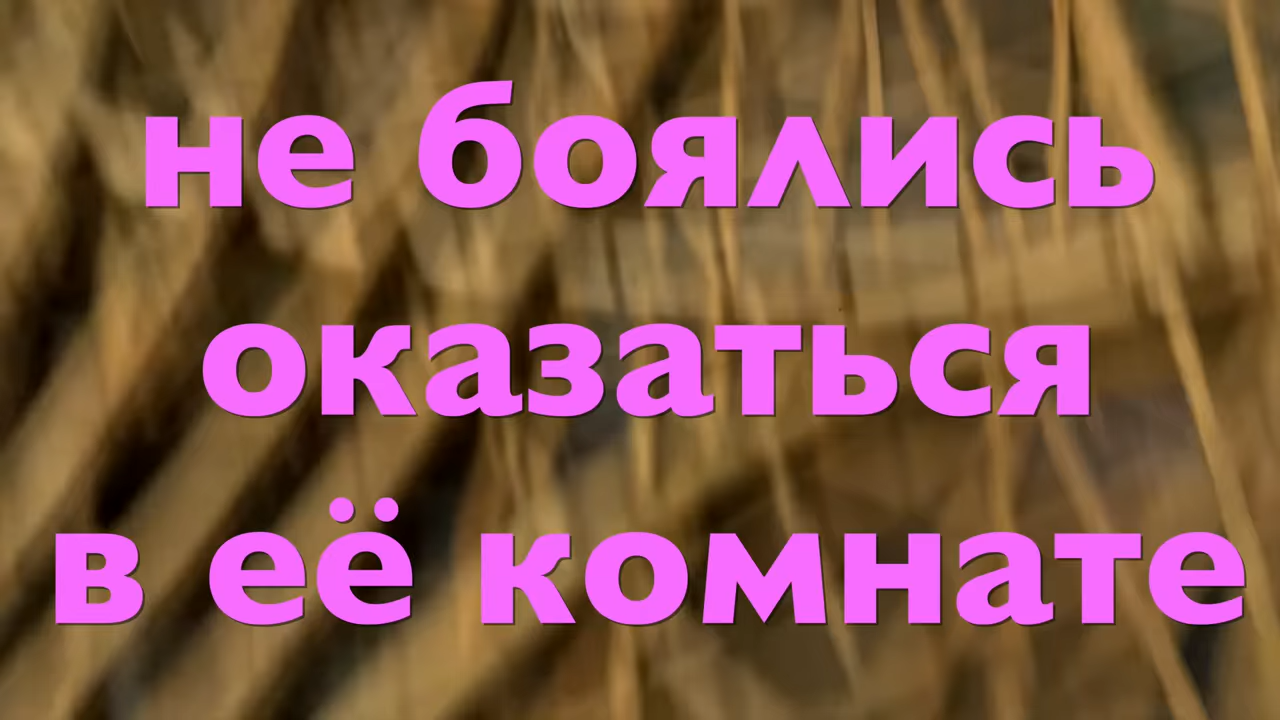 не боялись
оказаться
в её комнате